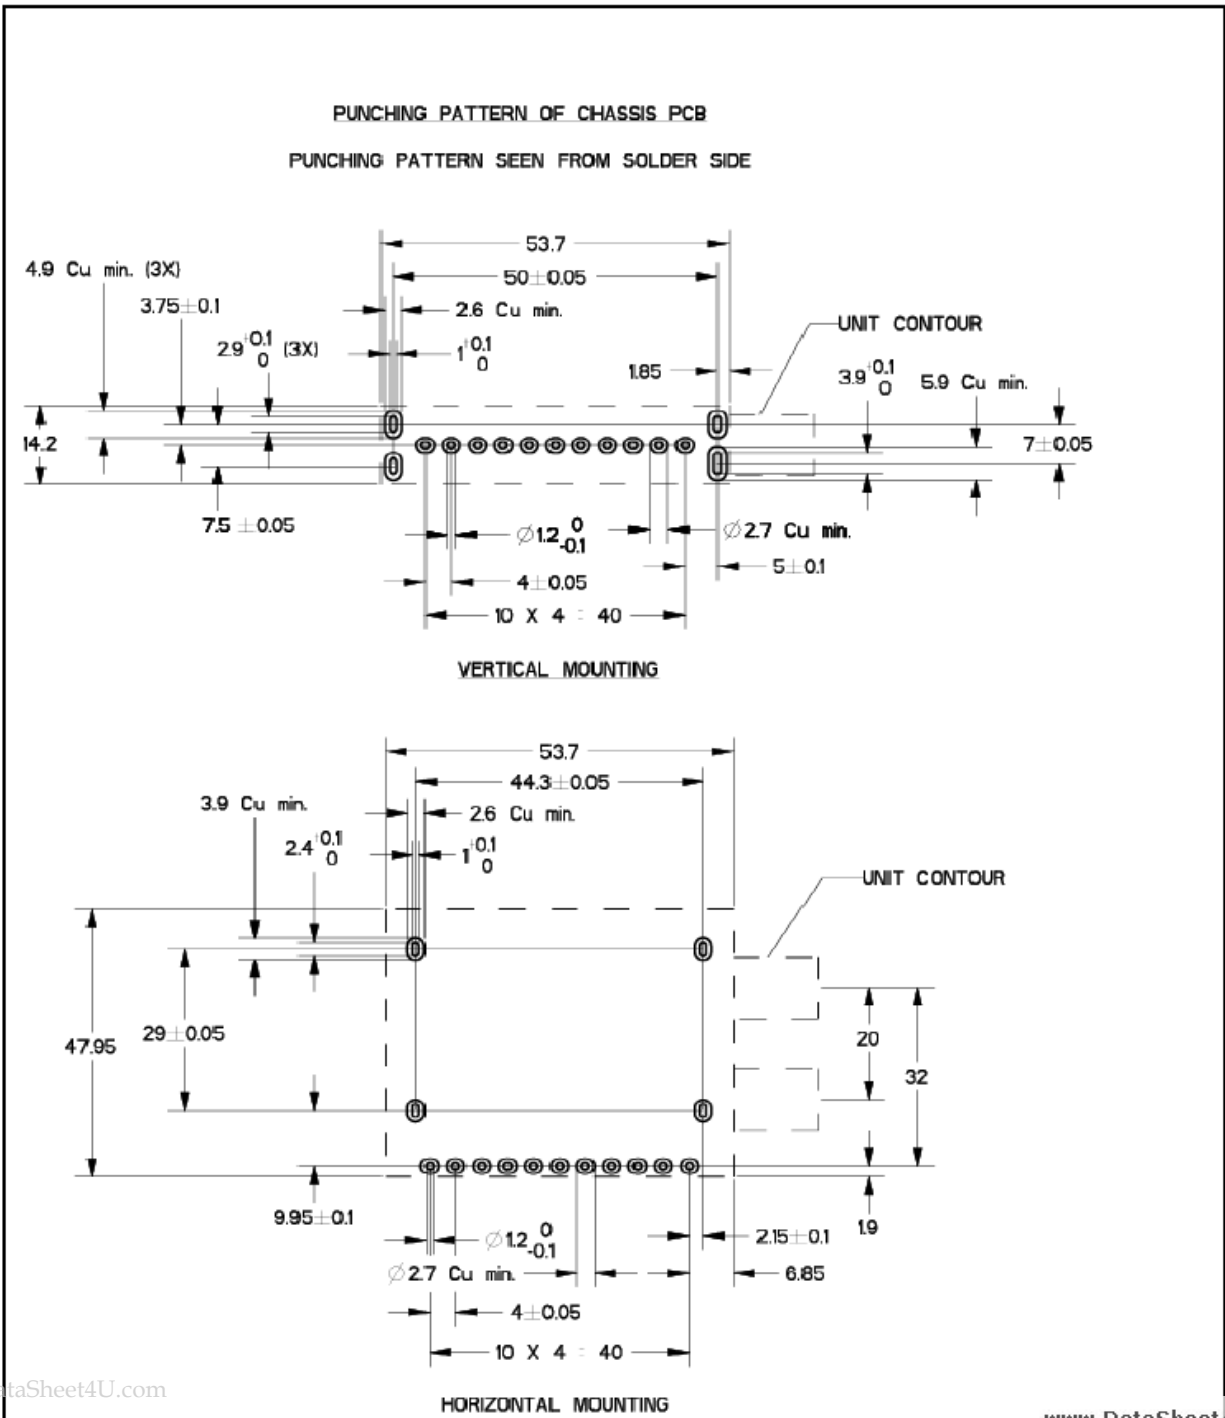 PUNCHING PATTERN OF CHASSIS PCB
PUNCHING PATTERN SEEN FROM SOLDER SIDE
53.7
4.9 Cu min. (3X)
50±0.05
3.75±0.1
2.6 Cu min.
UNIT CONTOUR
2.9 +0.1 0 (3X)
1 +0.1 0
1.85
3.9 +0.1 0
5.9 Cu min.
14.2
7±0.05
7.5 ±0.05
∅1.2 0 -0.1
∅2.7 Cu min.
5±0.1
4±0.05
10 X 4 = 40
VERTICAL MOUNTING
53.7
44.3±0.05
3.9 Cu min.
2.6 Cu min.
2.4 +0.1 0
1 +0.1 0
UNIT CONTOUR
29±0.05
47.95
20
32
9.95±0.1
1.9
∅1.2 0 -0.1
2.15±0.1
∅2.7 Cu min.
6.85
4±0.05
10 X 4 = 40
ataSheet4U.com
HORIZONTAL MOUNTING